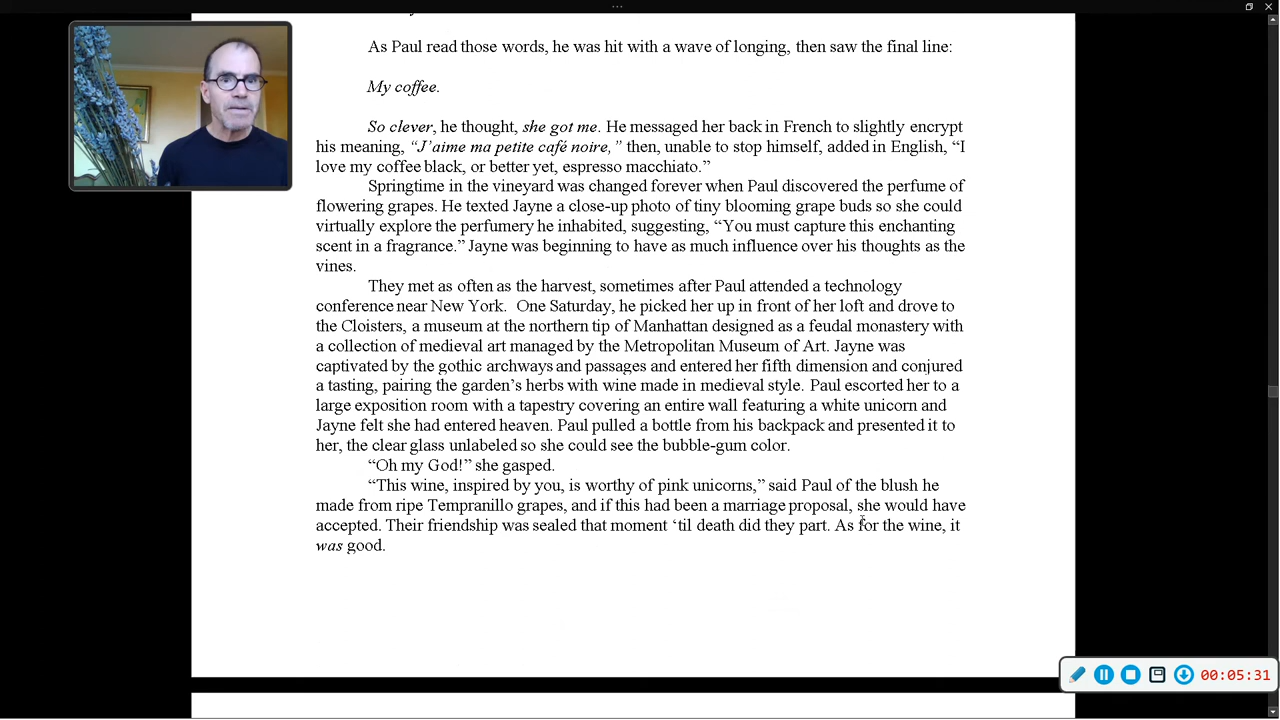 As Paul read those words, he was hit with a wave of longing, then saw the final line:
My coffee.
So clever, he thought, she got me. He messaged her back in French to slightly encrypt
his meaning, “J’aime ma petite café noire,” then, unable to stop himself, added in English, “I
love my coffee black, or better yet, espresso macchiato.”
Springtime in the vineyard was changed forever when Paul discovered the perfume of
flowering grapes. He texted Jayne a close-up photo of tiny blooming grape buds so she could
virtually explore the perfumery he inhabited, suggesting, “You must capture this enchanting
scent in a fragrance.” Jayne was beginning to have as much influence over his thoughts as the
vines.
They met as often as the harvest, sometimes after Paul attended a technology
conference near New York.  One Saturday, he picked her up in front of her loft and drove to
the Cloisters, a museum at the northern tip of Manhattan designed as a feudal monastery with
a collection of medieval art managed by the Metropolitan Museum of Art. Jayne was
captivated by the gothic archways and passages and entered her fifth dimension and conjured
a tasting, pairing the garden’s herbs with wine made in medieval style. Paul escorted her to a
large exposition room with a tapestry covering an entire wall featuring a white unicorn and
Jayne felt she had entered heaven. Paul pulled a bottle from his backpack and presented it to
her, the clear glass unlabeled so she could see the bubble-gum color.
“Oh my God!” she gasped.
“This wine, inspired by you, is worthy of pink unicorns,” said Paul of the blush he
made from ripe Tempranillo grapes, and if this had been a marriage proposal, she would have
accepted. Their friendship was sealed that moment ‘til death did they part. As for the wine, it
was good.
00:05:31